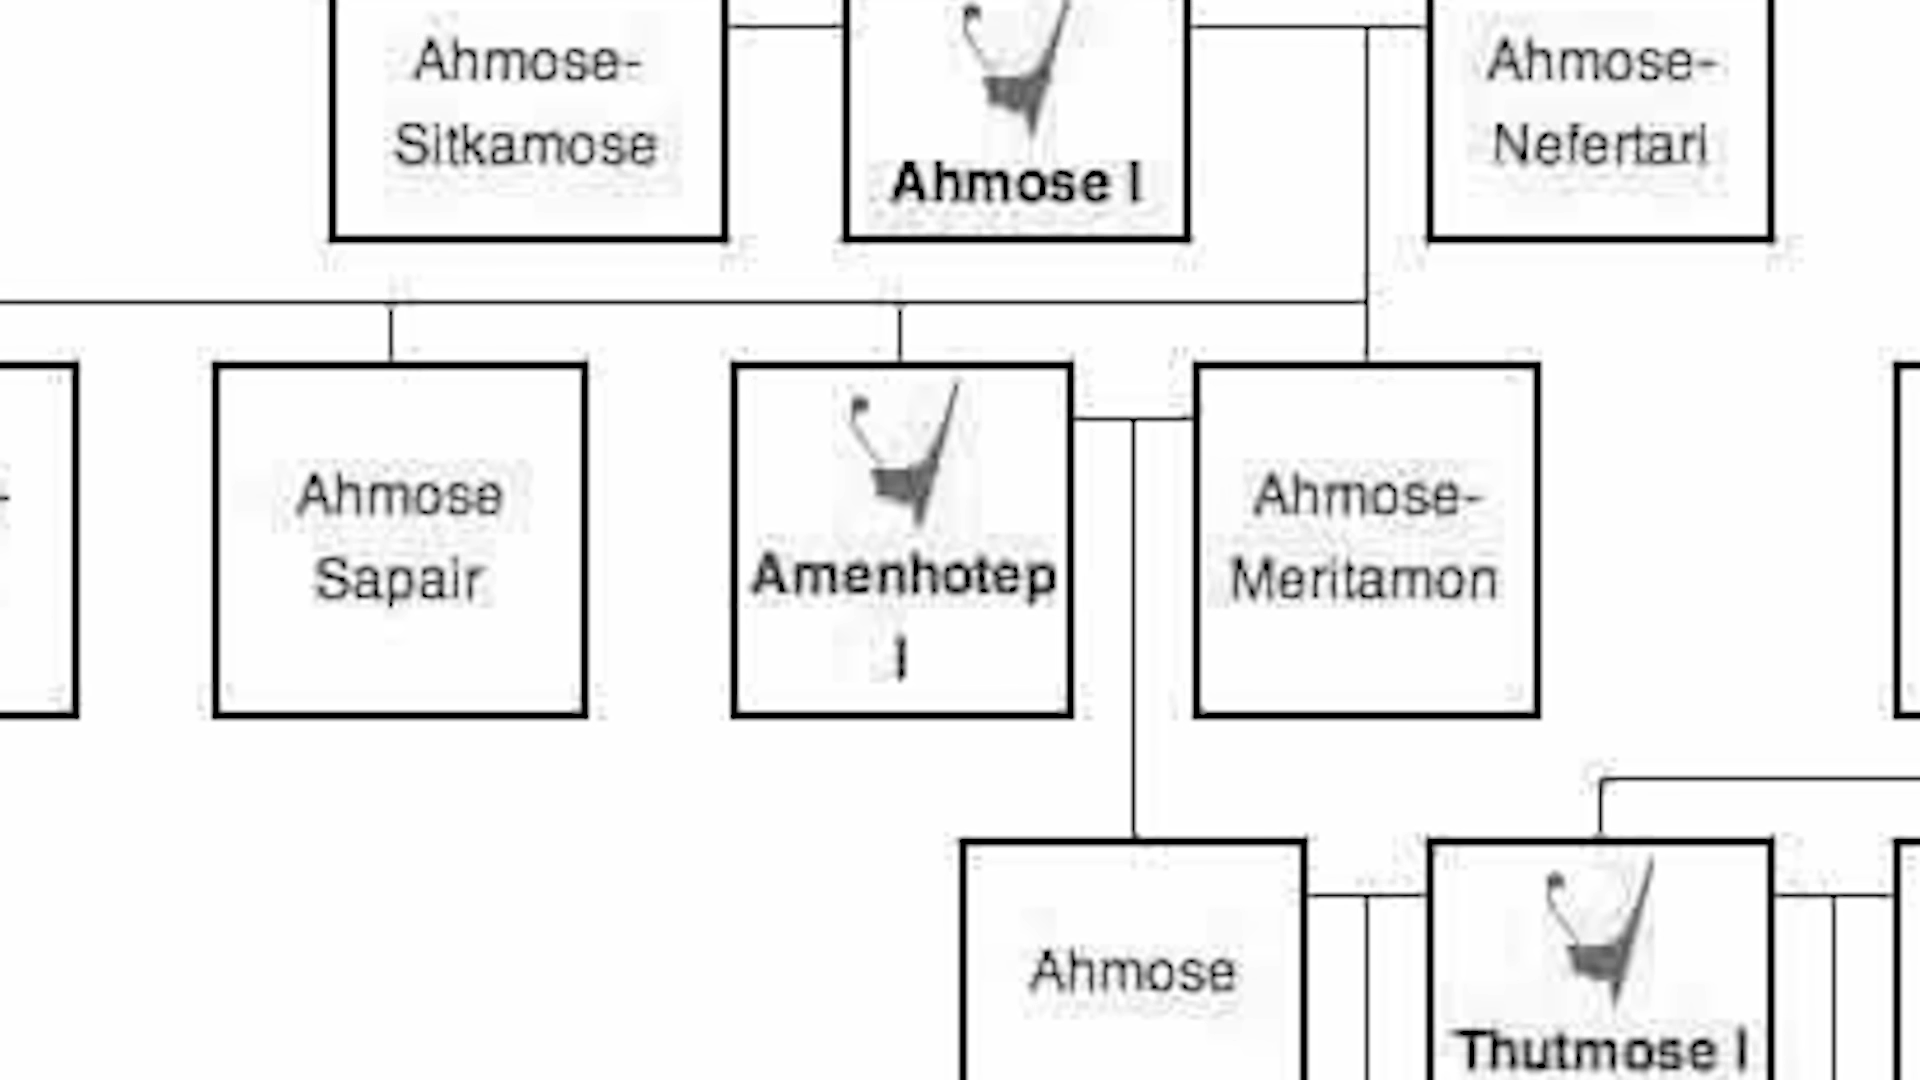 Ahmose-
Sitkamose
Ahmose I
Ahmose-
Nefertari
-
Ahmose
Sapair
Amenhotep
I
Ahmose-
Meritamon
Ahmose
Thutmose I